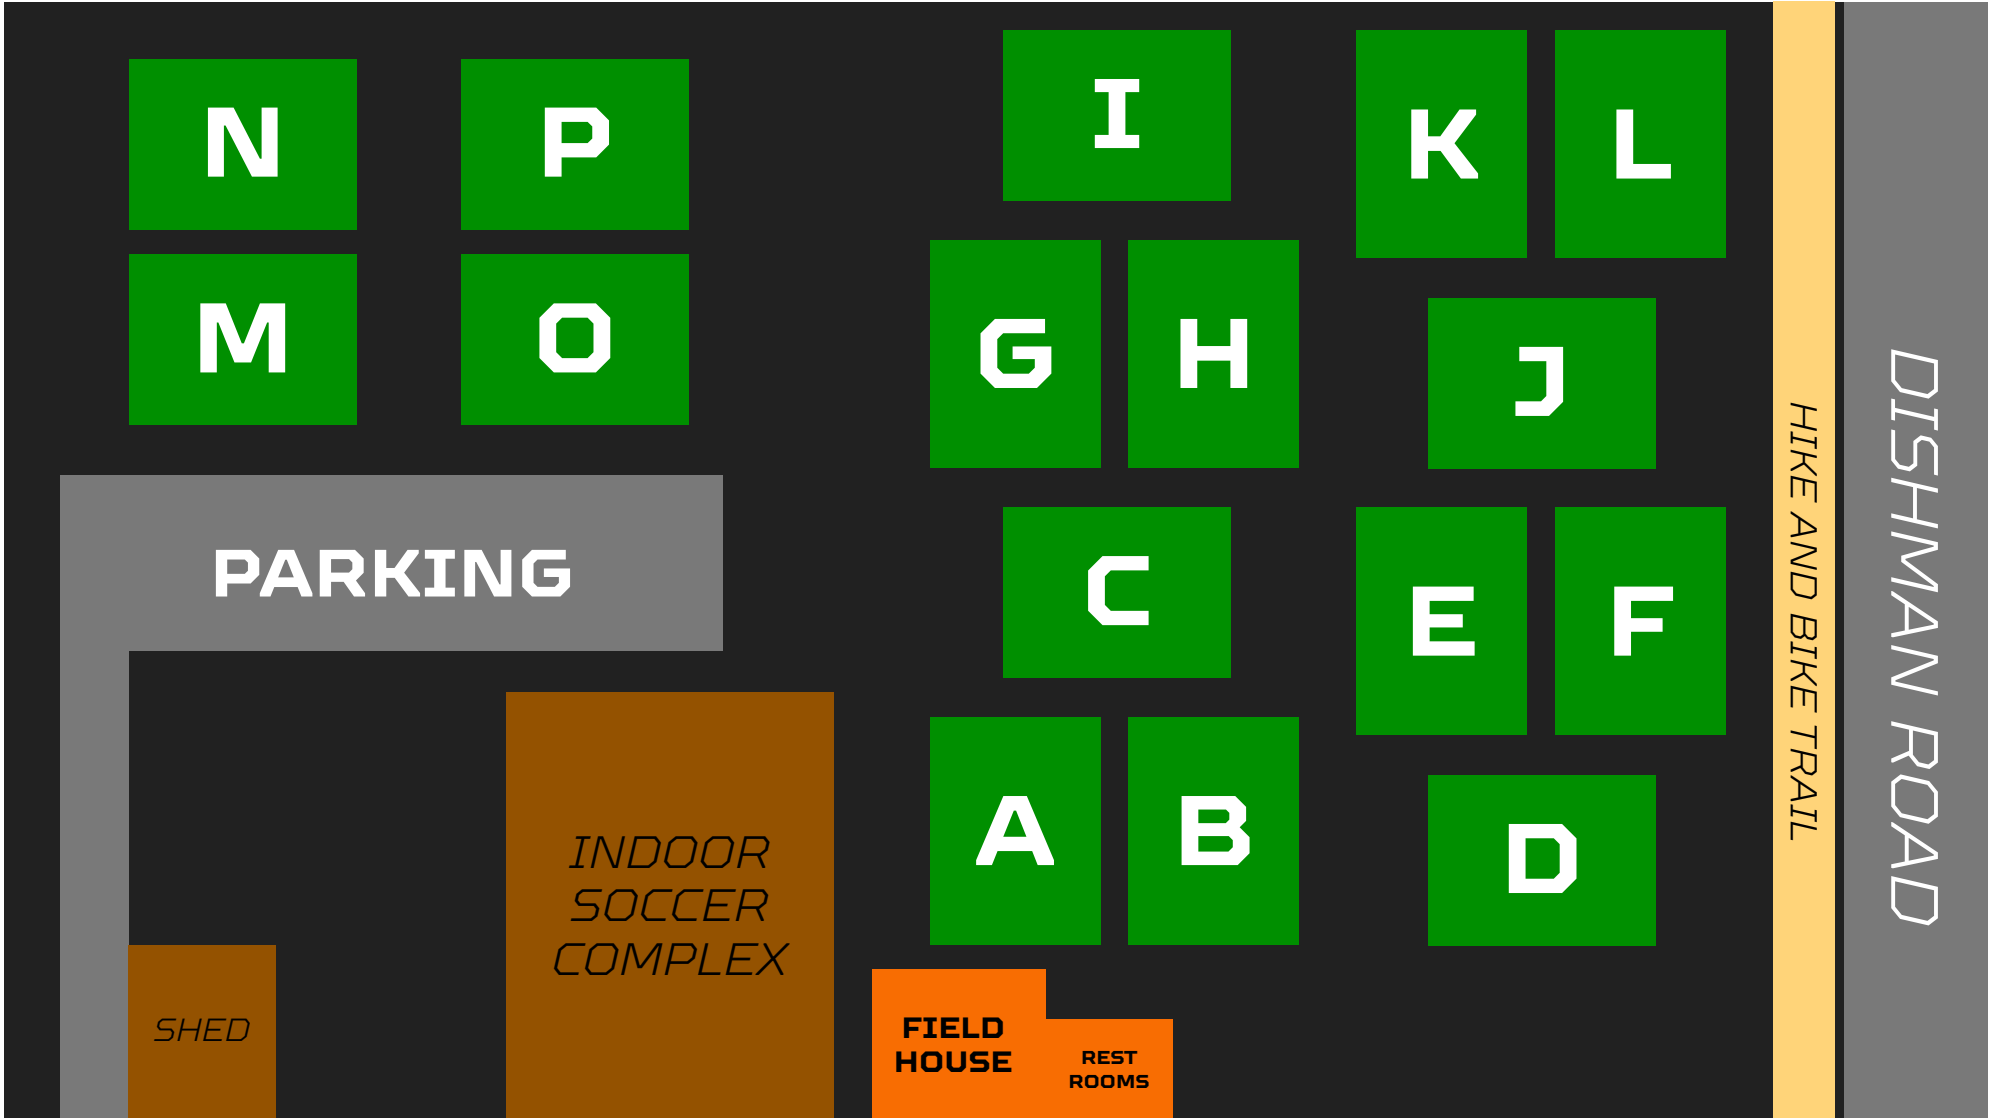 N
P
I
K
L
M
O
G
H
J
PARKING
C
E
F
HIKE AND BIKE TRAIL
DISHMAN ROAD
INDOOR
SOCCER
COMPLEX
A
B
D
SHED
FIELD
HOUSE
REST
ROOMS